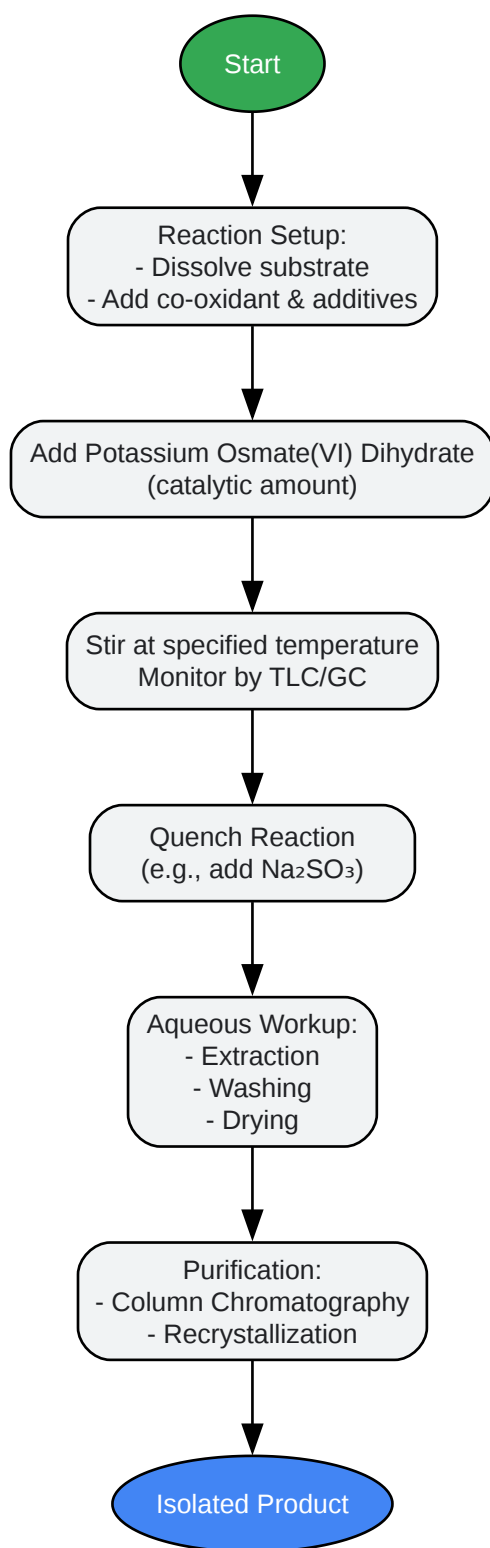 Start
Reaction Setup:
- Dissolve substrate
- Add co-oxidant & additives
Add Potassium Osmate(VI) Dihydrate
(catalytic amount)
Stir at specified temperature
Monitor by TLC/GC
Quench Reaction
(e.g., add Na₂SO₃)
Aqueous Workup:
- Extraction
- Washing
- Drying
Purification:
- Column Chromatography
- Recrystallization
Isolated Product